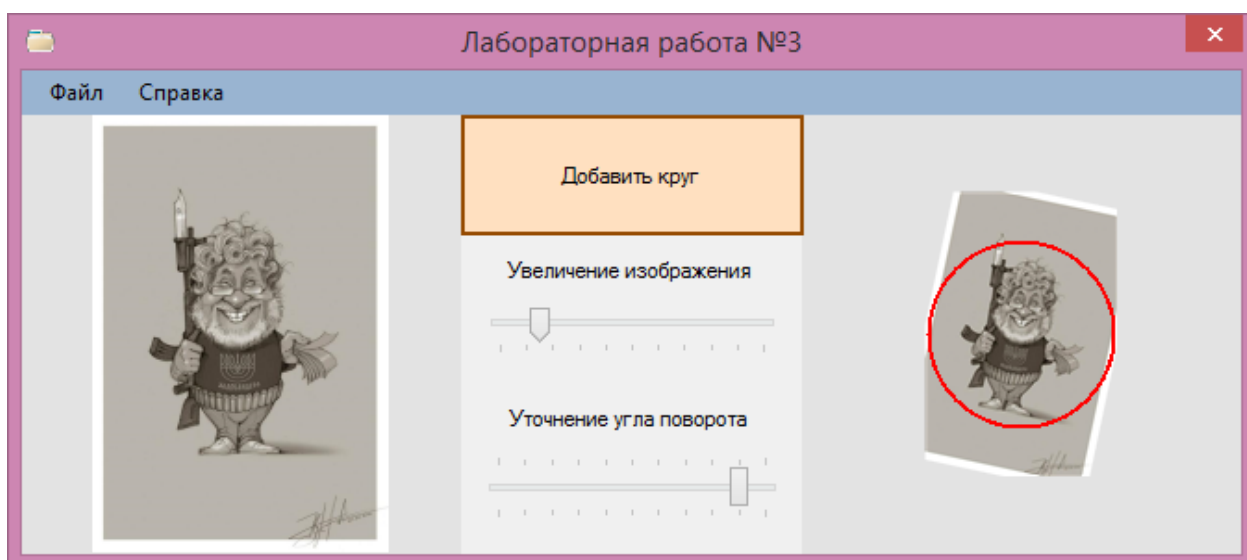 Лабораторная работа №3
Файл Справка
Добавить круг
Увеличение изображения
Уточнение угла поворота